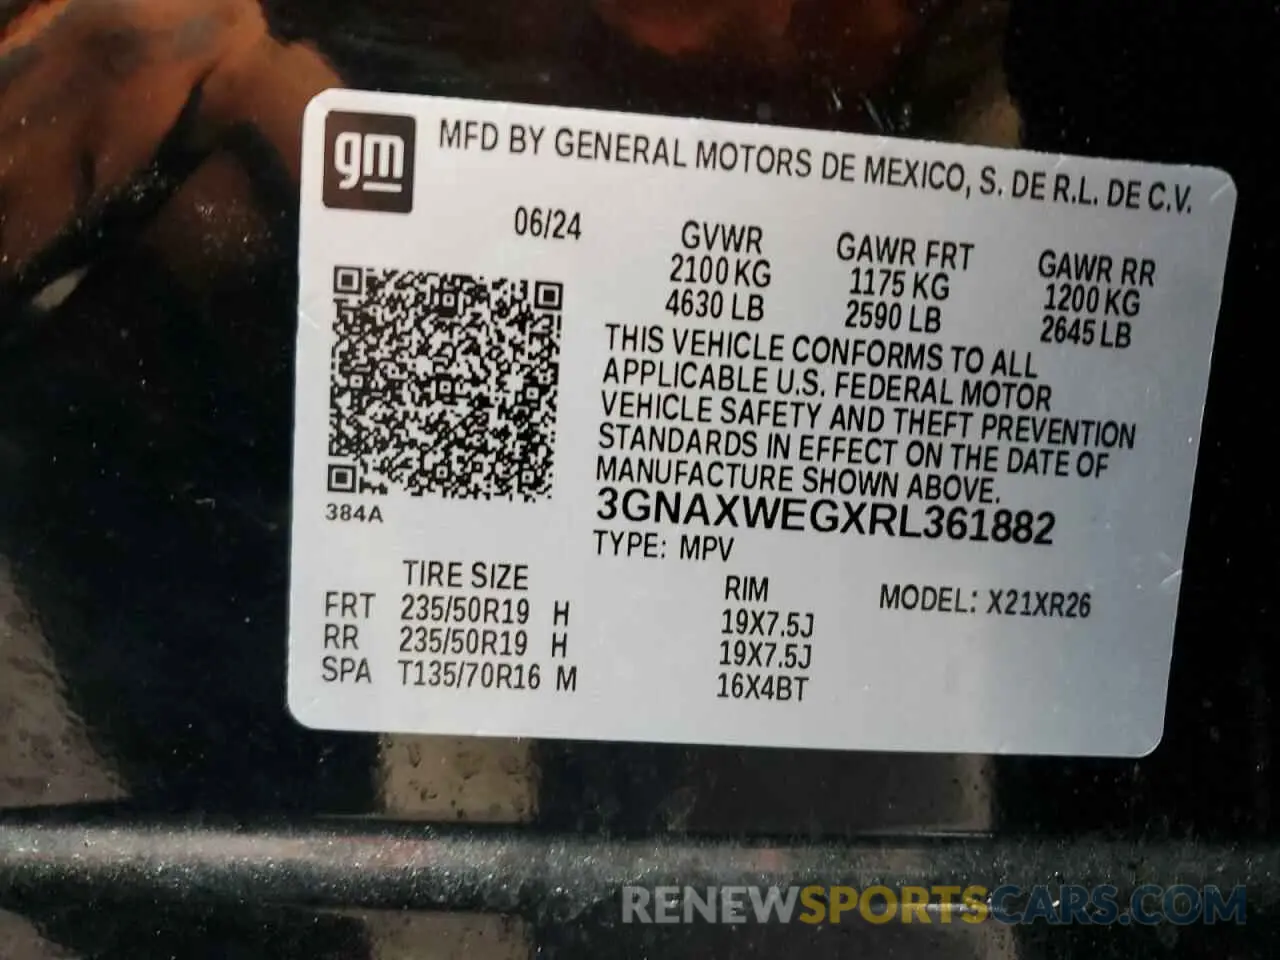 gm
MFD BY GENERAL MOTORS DE MEXICO, S. DE R.L. DE C.V.
06/24
GVWR GAWR FRT GAWR RR
2100 KG 1175 KG 1200 KG
4630 LB 2590 LB 2645 LB
THIS VEHICLE CONFORMS TO ALL
APPLICABLE U.S. FEDERAL MOTOR
VEHICLE SAFETY AND THEFT PREVENTION
STANDARDS IN EFFECT ON THE DATE OF
MANUFACTURE SHOWN ABOVE.
384A
3GNAXWEGXRL361882
TYPE: MPV
TIRE SIZE RIM MODEL: X21XR26
FRT 235/50R19 H 19X7.5J
RR 235/50R19 H 19X7.5J
SPA T135/70R16 M 16X4BT
RENEWSPORTSCARS.COM